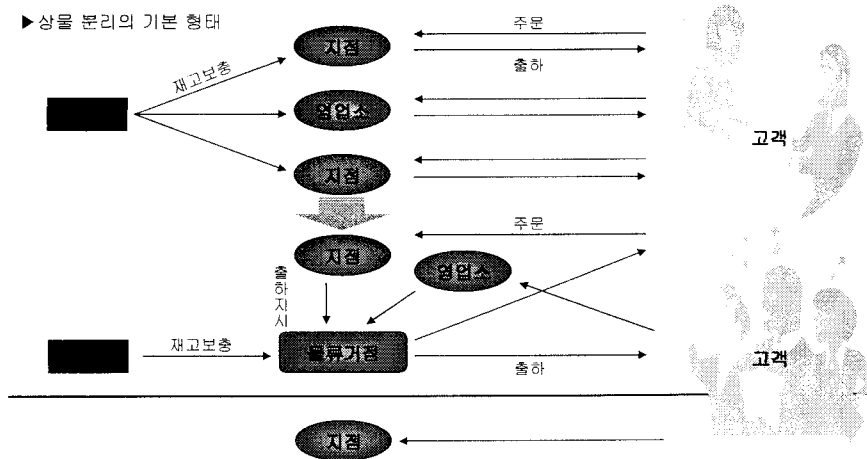 ▶상물 분리의 기본 형태
지점
주문
출하
재고보충
영업소
고객
지점
지점
주문
영업소
출하지시
재고보충
물류거점
출하
고객
지점